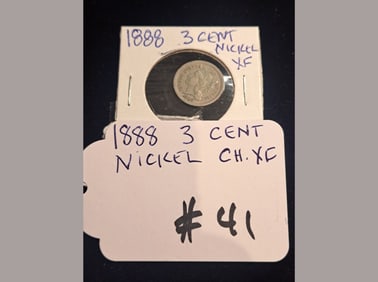 1888 3 CENT
NICKEL
XF
1888 3 CENT
NICKEL CH.XF
#41